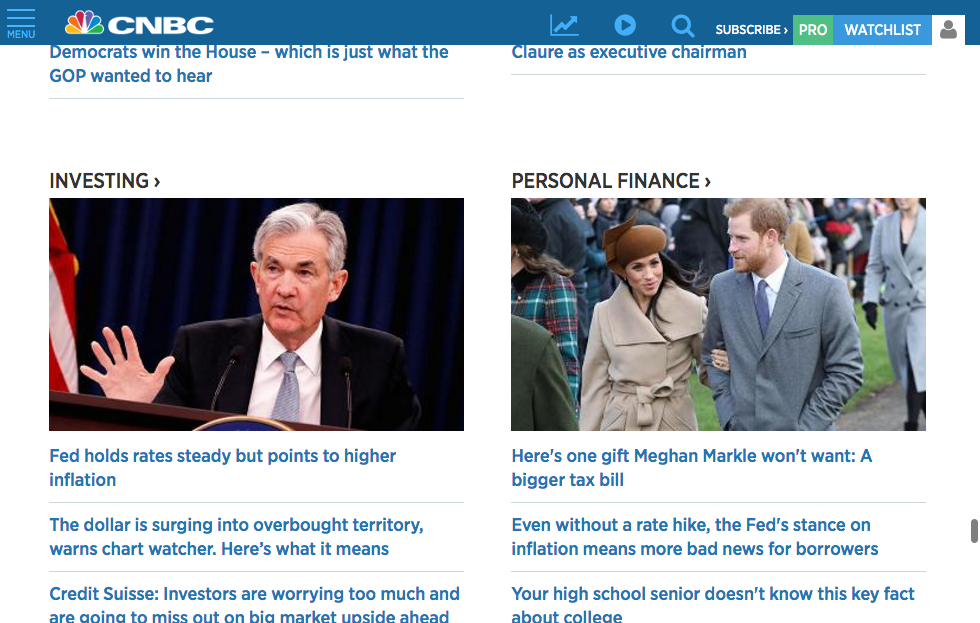 MENU
CNBC
SUBSCRIBE ›
PRO
WATCHLIST
Democrats win the House – which is just what the
GOP wanted to hear
Claure as executive chairman
INVESTING ›
Fed holds rates steady but points to higher
inflation
The dollar is surging into overbought territory,
warns chart watcher. Here’s what it means
Credit Suisse: Investors are worrying too much and
are going to miss out on big market upside ahead
PERSONAL FINANCE ›
Here's one gift Meghan Markle won't want: A
bigger tax bill
Even without a rate hike, the Fed's stance on
inflation means more bad news for borrowers
Your high school senior doesn't know this key fact
about college